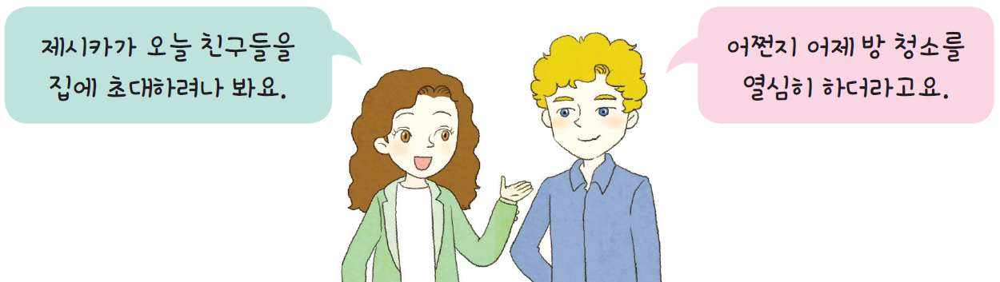 제시카가 오늘 친구들을
집에 초대하려나 봐요.
어쩐지 어제 방 청소를
열심히 하더라고요.